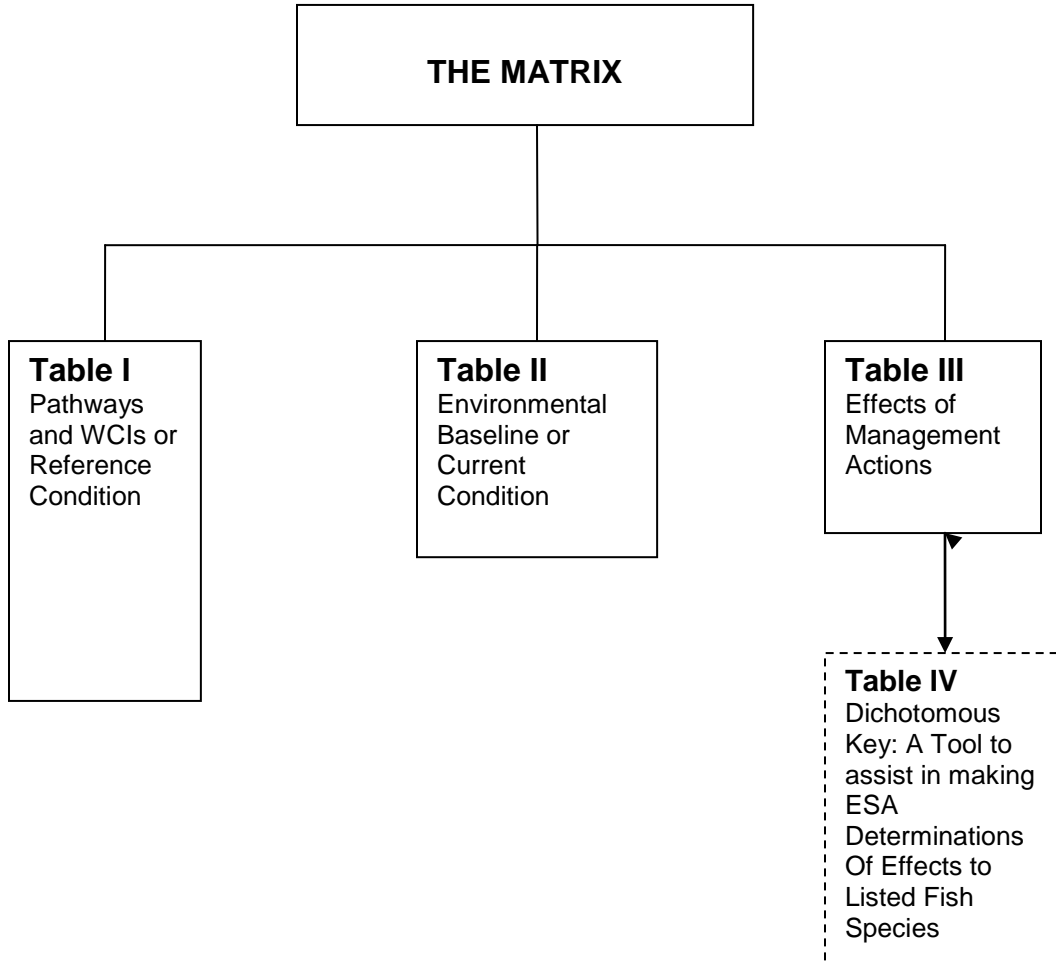 THE MATRIX
Table I
Pathways
and WCIs or
Reference
Condition
Table II
Environmental
Baseline or
Current
Condition
Table III
Effects of
Management
Actions
Table IV
Dichotomous
Key: A Tool to
assist in making
ESA
Determinations
Of Effects to
Listed Fish
Species